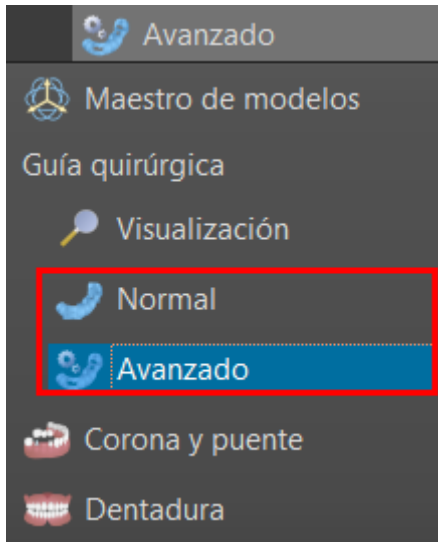 Avanzado
Maestro de modelos
Guía quirúrgica
Visualización
Normal
Avanzado
Corona y puente
Dentadura